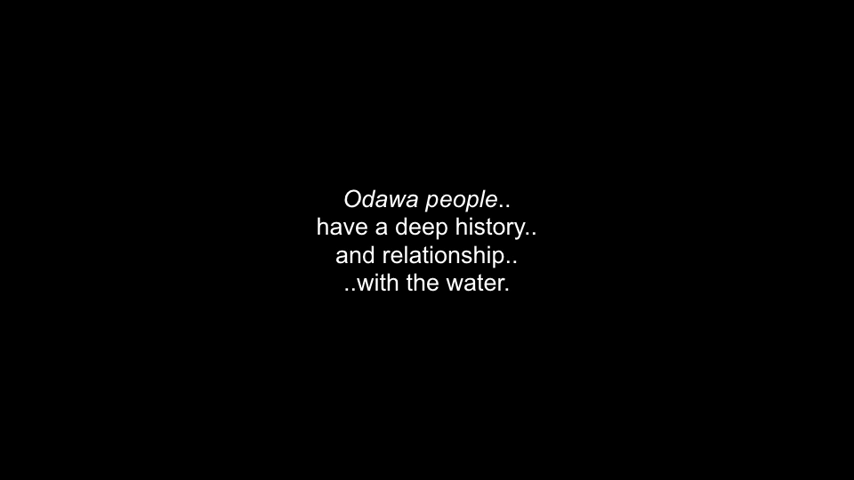 Odawa people..
have a deep history..
and relationship..
..with the water.